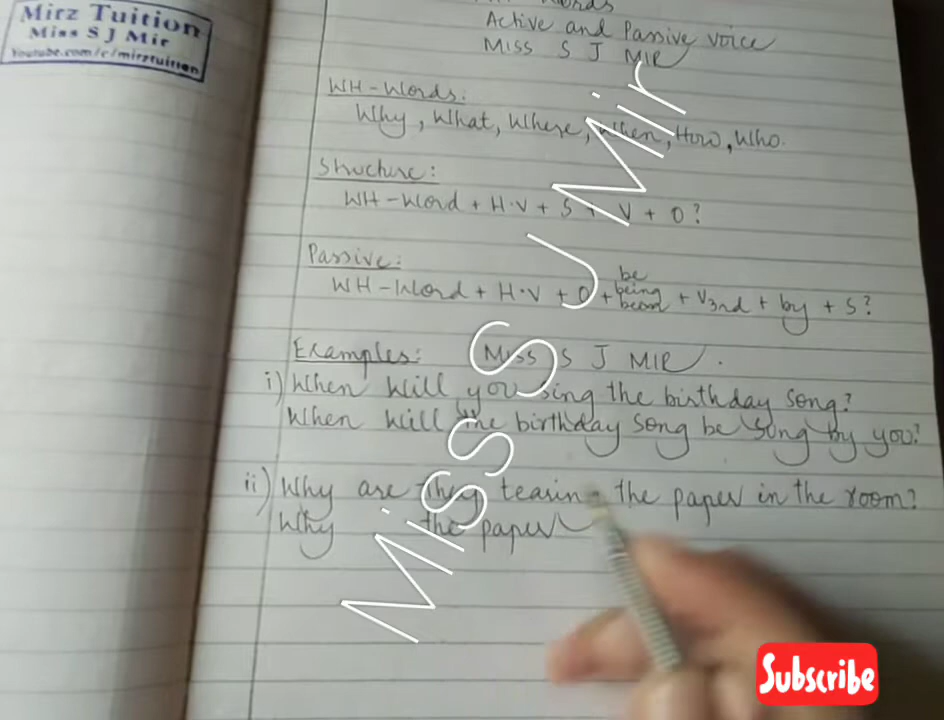 Mirz Tuition
Miss S J Mir
Youtube.com/c/mirztuition
Words
Active and Passive voice
MISS S J MIR
WH-Words:
Why, What, Where, When, How, Who.
Structure:
WH-Word + H.V + S + V + O?
Passive:
WH-Word + H.V + O + be being been + V3rd + by + S?
Examples: Miss S J MIR.
i) When will you sing the birthday song?
When will the birthday song be sung by you?
ii) Why are they tearing the paper in the room?
Why the paper
Miss S J Mir
Subscribe